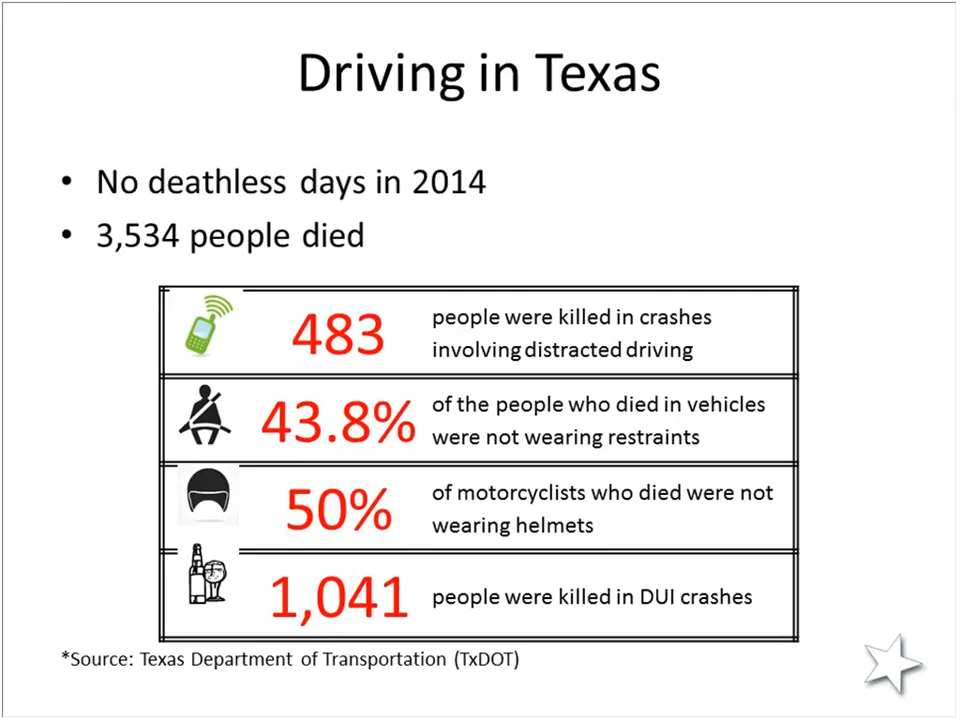 Driving in Texas
• No deathless days in 2014
• 3,534 people died
483
people were killed in crashes
involving distracted driving
43.8%
of the people who died in vehicles
were not wearing restraints
50%
of motorcyclists who died were not
wearing helmets
1,041
people were killed in DUI crashes
*Source: Texas Department of Transportation (TxDOT)